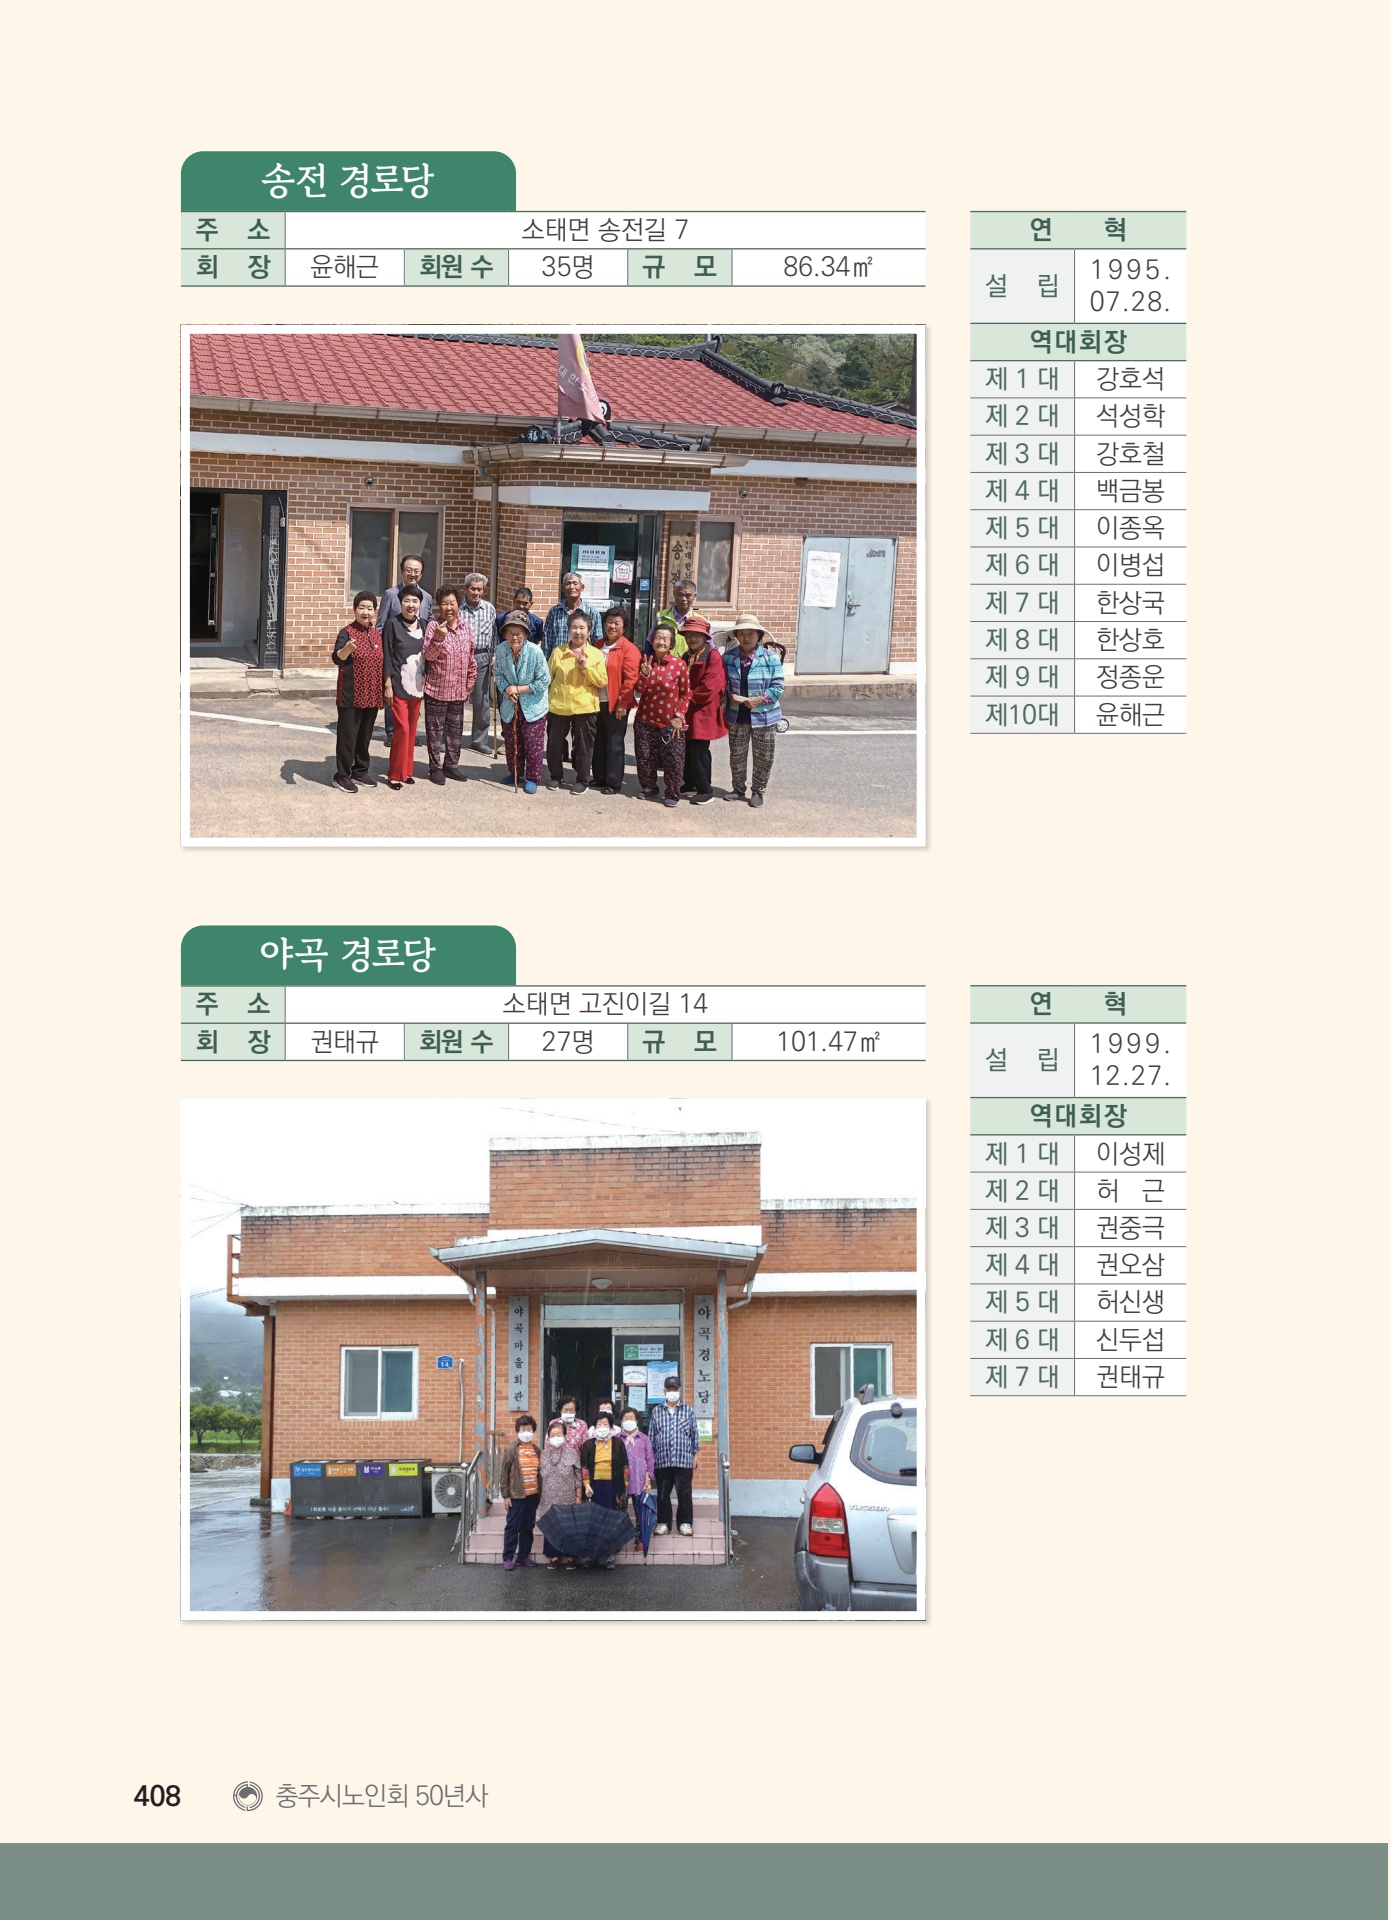 송전 경로당
주 소 소태면 송전길 7
회 장 윤해근 회원 수 35명 규 모 86.34㎡
연 혁
설 립 1995. 07.28.
역대회장
제 1 대 강호석
제 2 대 석성학
제 3 대 강호철
제 4 대 백금봉
제 5 대 이종옥
제 6 대 이병섭
제 7 대 한상국
제 8 대 한상호
제 9 대 정종운
제10대 윤해근
대한
송
야곡 경로당
주 소 소태면 고진이길 14
회 장 권태규 회원 수 27명 규 모 101.47㎡
연 혁
설 립 1999. 12.27.
역대회장
제 1 대 이성제
제 2 대 허 근
제 3 대 권중극
제 4 대 권오삼
제 5 대 허신생
제 6 대 신두섭
제 7 대 권태규
야곡마을회관
야곡경노당
14
TUCSON
408 충주시노인회 50년사